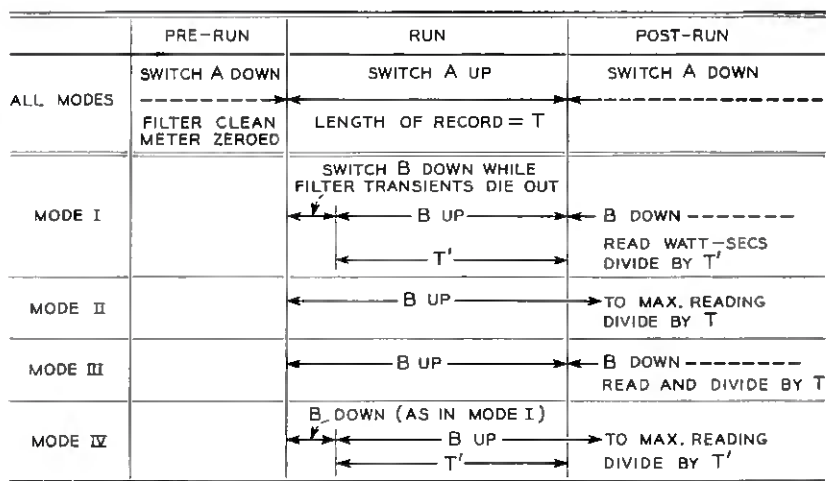 PRE-RUN RUN POST-RUN
ALL MODES
SWITCH A DOWN
FILTER CLEAN
METER ZEROED
SWITCH A UP
LENGTH OF RECORD = T
SWITCH A DOWN
MODE I
SWITCH B DOWN WHILE
FILTER TRANSIENTS DIE OUT
B UP
T'
B DOWN
READ WATT-SECS
DIVIDE BY T'
MODE II
B UP
TO MAX. READING
DIVIDE BY T
MODE III
B UP
B DOWN
READ AND DIVIDE BY T
MODE IV
B DOWN (AS IN MODE I)
B UP
T'
TO MAX. READING
DIVIDE BY T'